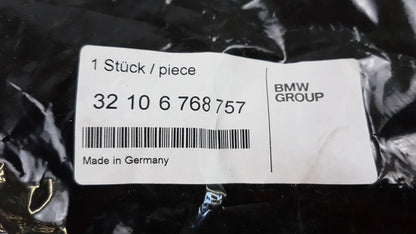 1 Stück / piece
32 10 6 768 757
Made in Germany
BMW
GROUP